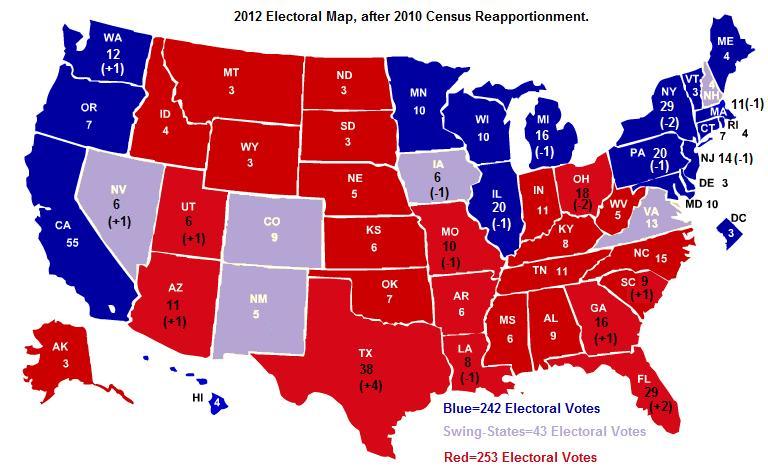 2012 Electoral Map, after 2010 Census Reapportionment.
WA
12
(+1)
OR
7
CA
55
NV
6
(+1)
ID
4
MT
3
WY
3
UT
6
(+1)
AZ
11
(+1)
CO
9
NM
5
ND
3
SD
3
NE
5
KS
6
OK
7
TX
38
(+4)
MN
10
IA
6
(-1)
MO
10
(-1)
AR
6
LA
8
(-1)
WI
10
IL
20
(-1)
MI
16
(-1)
IN
11
OH
18
(-2)
KY
8
TN 11
MS
6
AL
9
GA
16
(+1)
FL
29
(+2)
SC 9
(+1)
NC 15
VA
13
WV
5
PA 20
(-1)
NY
29
(-2)
VT
3
4
NH
ME
4
11(-1)
MA
RI 4
CT
7
NJ 14 (-1)
DE 3
MD 10
DC
3
AK
3
HI 4
Blue=242 Electoral Votes
Swing-States=43 Electoral Votes
Red=253 Electoral Votes